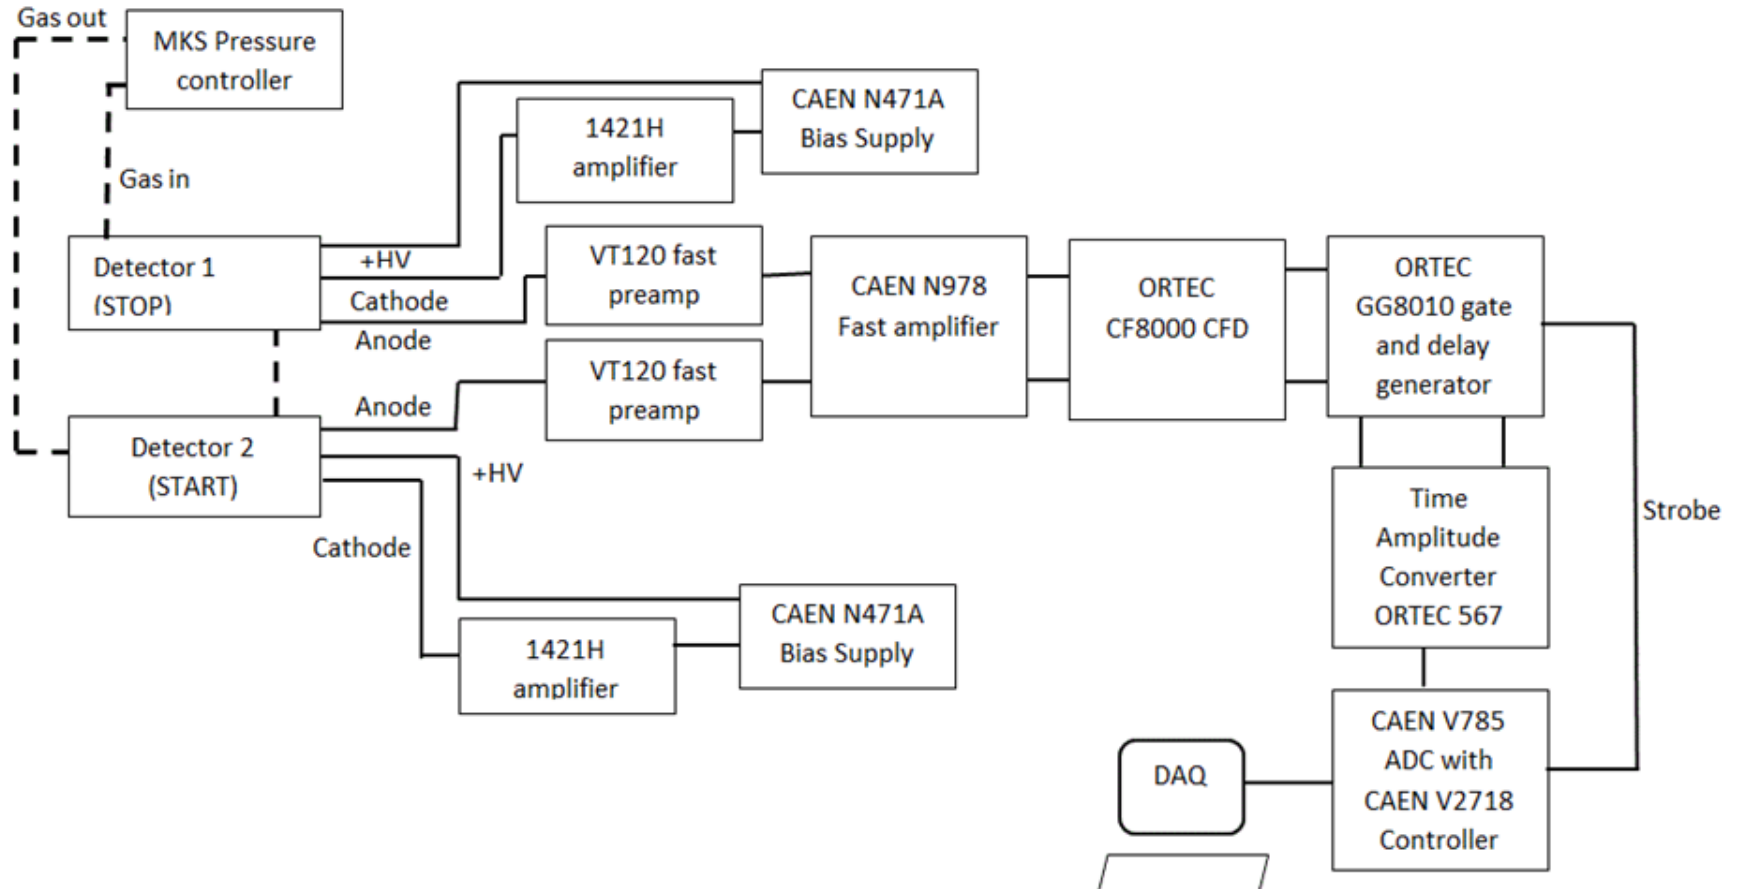 Gas out
MKS Pressure
controller
Gas in
CAEN N471A
Bias Supply
1421H
amplifier
Detector 1
(STOP)
+HV
Cathode
Anode
VT120 fast
preamp
CAEN N978
Fast amplifier
ORTEC
CF8000 CFD
ORTEC
GG8010 gate
and delay
generator
VT120 fast
preamp
Anode
Detector 2
(START)
+HV
Cathode
Time
Amplitude
Converter
ORTEC 567
Strobe
CAEN N471A
Bias Supply
1421H
amplifier
DAQ
CAEN V785
ADC with
CAEN V2718
Controller